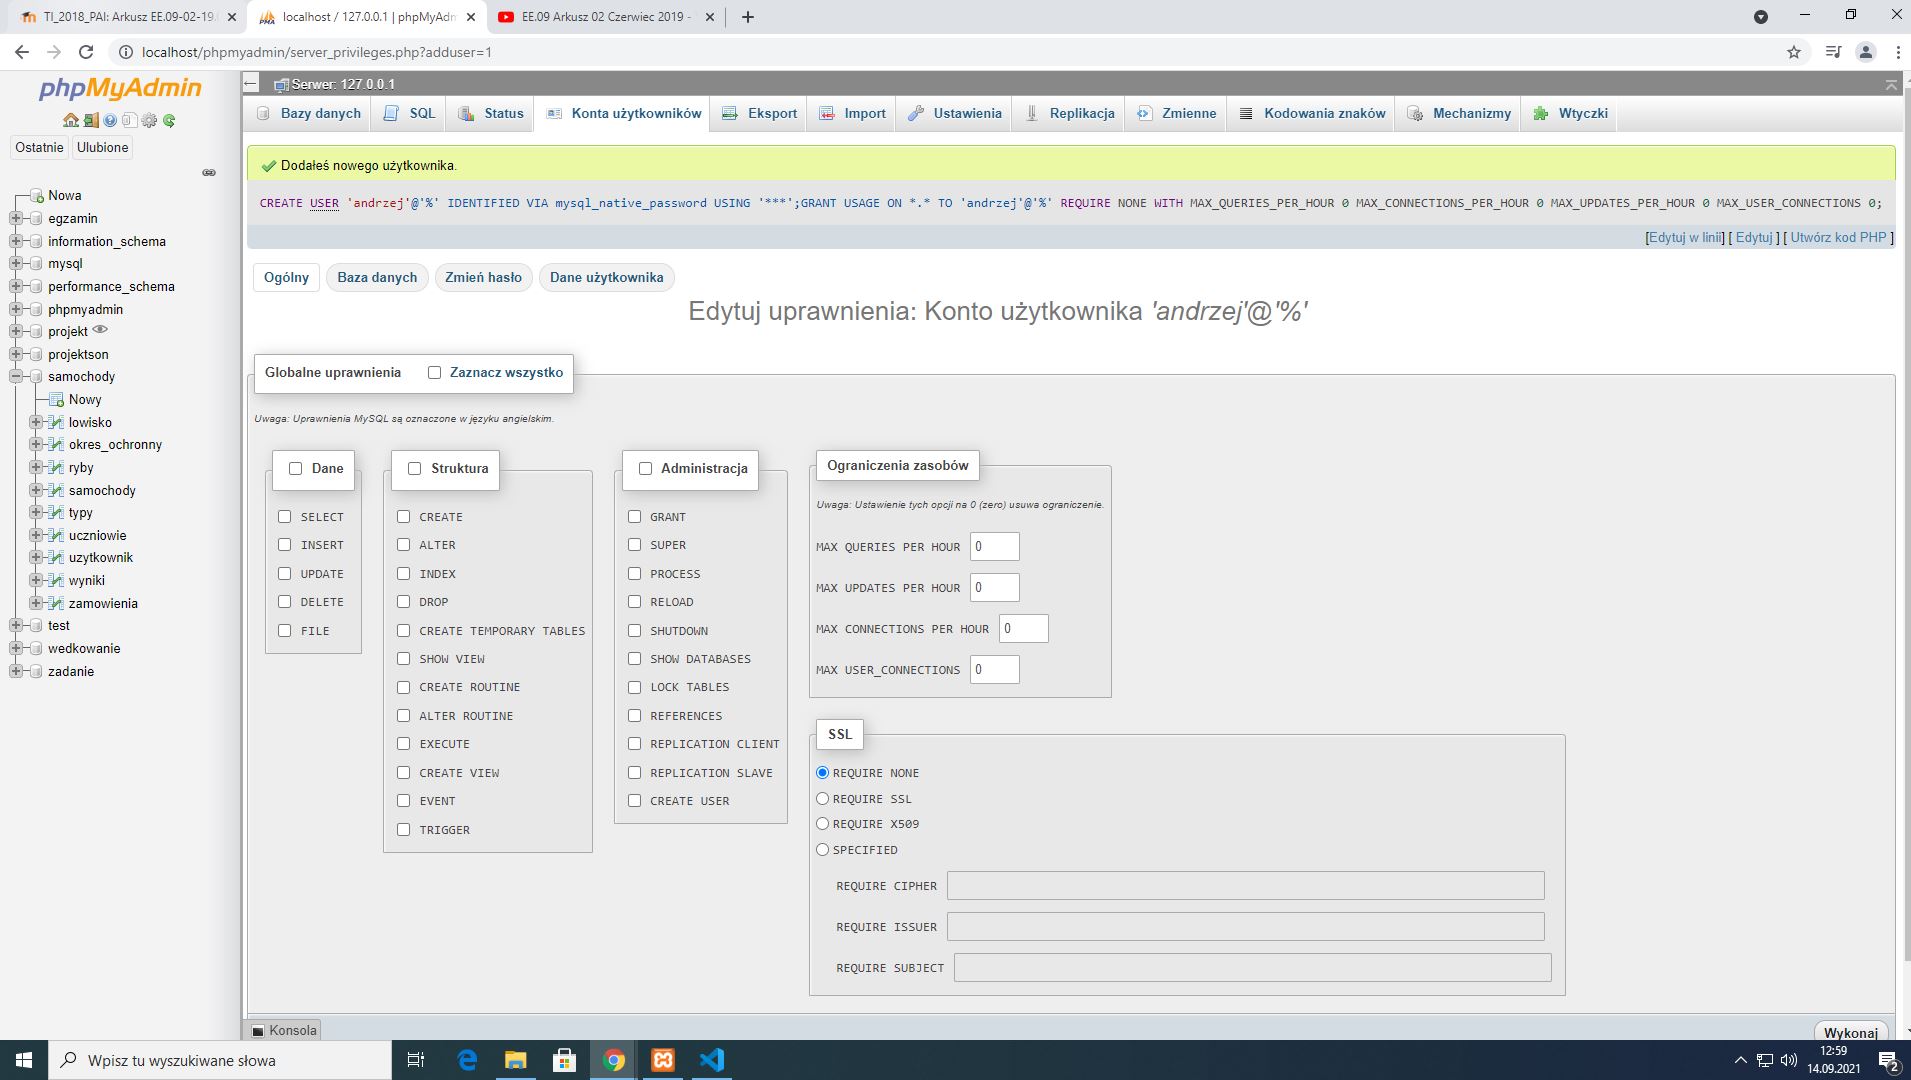 TI_2018_PAI: Arkusz EE.09-02-19.0
localhost / 127.0.0.1 | phpMyAdm
EE.09 Arkusz 02 Czerwiec 2019 -
localhost/phpmyadmin/server_privileges.php?adduser=1
phpMyAdmin
Ostatnie Ulubione
Nowa
egzamin
information_schema
mysql
performance_schema
phpmyadmin
projekt
projektson
samochody
Nowy
lowisko
okres_ochronny
ryby
samochody
typy
uczniowie
uzytkownik
wyniki
zamowienia
test
wedkowanie
zadanie
Serwer: 127.0.0.1
Bazy danych SQL Status Konta użytkowników Eksport Import Ustawienia Replikacja Zmienne Kodowania znaków Mechanizmy Wtyczki
Dodałeś nowego użytkownika.
CREATE USER 'andrzej'@'%' IDENTIFIED VIA mysql_native_password USING '***';GRANT USAGE ON *.* TO 'andrzej'@'%' REQUIRE NONE WITH MAX_QUERIES_PER_HOUR 0 MAX_CONNECTIONS_PER_HOUR 0 MAX_UPDATES_PER_HOUR 0 MAX_USER_CONNECTIONS 0;
[Edytuj w linii] [ Edytuj ] [ Utwórz kod PHP ]
Ogólny Baza danych Zmień hasło Dane użytkownika
Edytuj uprawnienia: Konto użytkownika 'andrzej'@'%'
Globalne uprawnienia Zaznacz wszystko
Uwaga: Uprawnienia MySQL są oznaczone w języku angielskim.
Dane
SELECT
INSERT
UPDATE
DELETE
FILE
Struktura
CREATE
ALTER
INDEX
DROP
CREATE TEMPORARY TABLES
SHOW VIEW
CREATE ROUTINE
ALTER ROUTINE
EXECUTE
CREATE VIEW
EVENT
TRIGGER
Administracja
GRANT
SUPER
PROCESS
RELOAD
SHUTDOWN
SHOW DATABASES
LOCK TABLES
REFERENCES
REPLICATION CLIENT
REPLICATION SLAVE
CREATE USER
Ograniczenia zasobów
Uwaga: Ustawienie tych opcji na 0 (zero) usuwa ograniczenie.
MAX QUERIES PER HOUR 0
MAX UPDATES PER HOUR 0
MAX CONNECTIONS PER HOUR 0
MAX USER_CONNECTIONS 0
SSL
REQUIRE NONE
REQUIRE SSL
REQUIRE X509
SPECIFIED
REQUIRE CIPHER
REQUIRE ISSUER
REQUIRE SUBJECT
Konsola
Wykonaj
Wpisz tu wyszukiwane słowa
12:59
14.09.2021
2